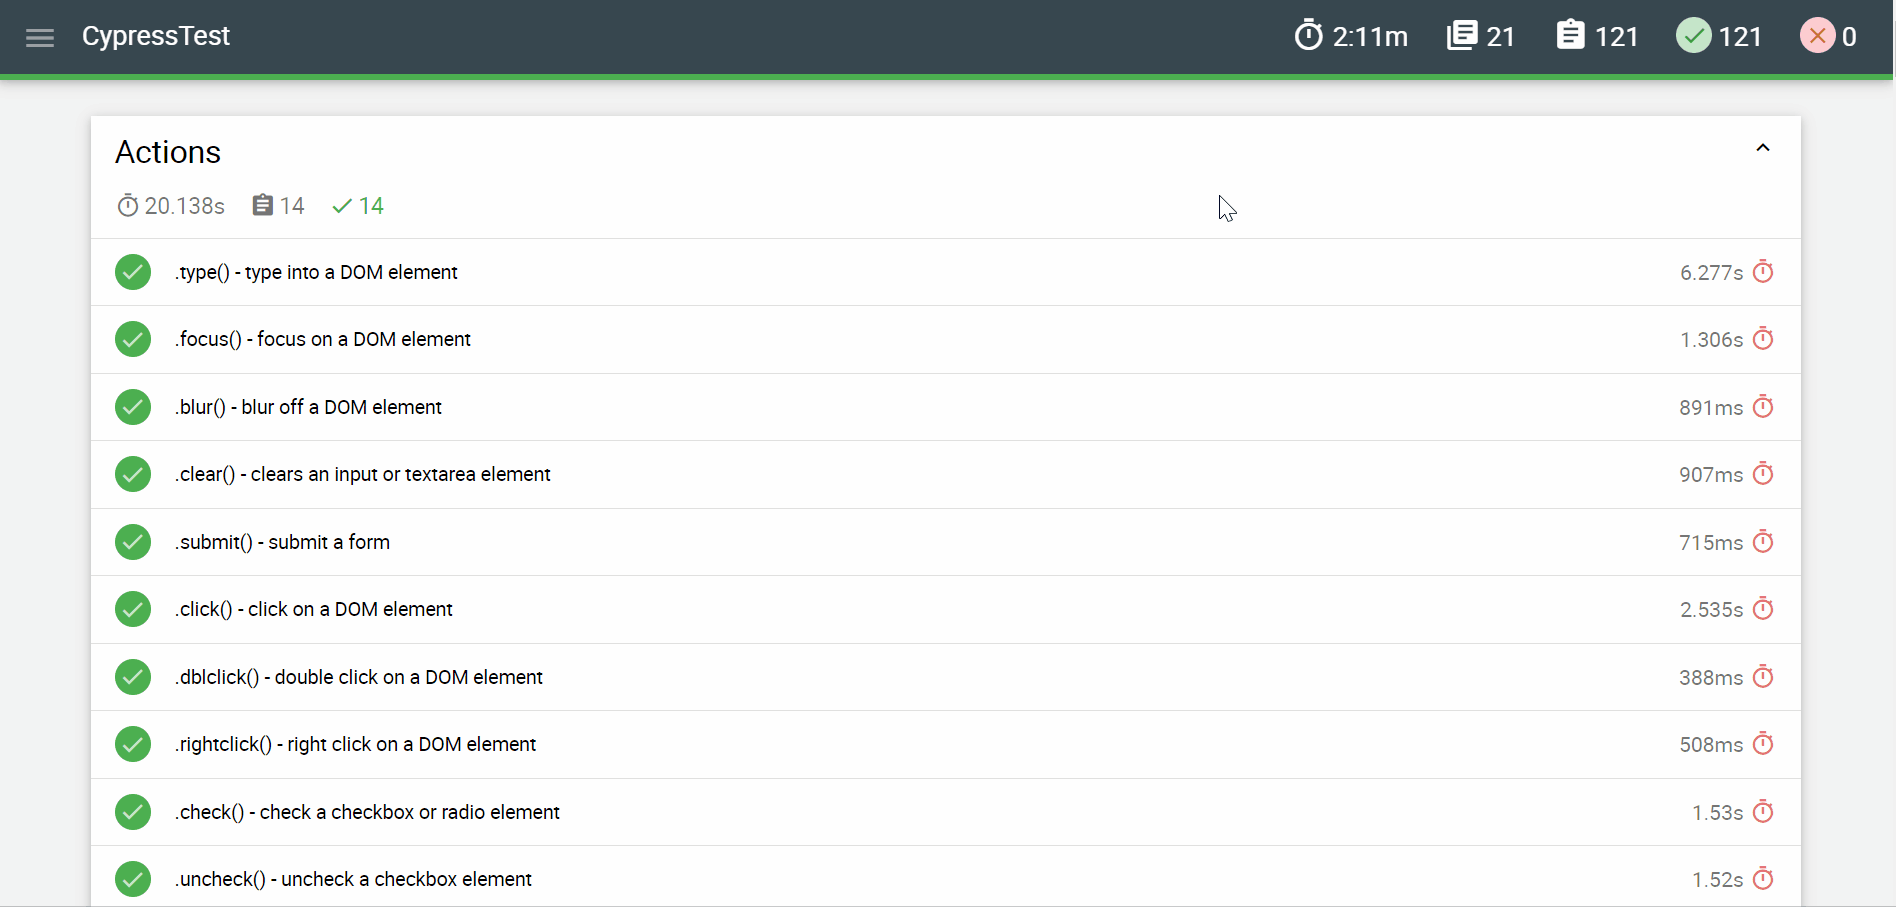 CypressTest 2:11m 21 121 121 0
Actions
20.138s 14 14
.type() - type into a DOM element 6.277s
.focus() - focus on a DOM element 1.306s
.blur() - blur off a DOM element 891ms
.clear() - clears an input or textarea element 907ms
.submit() - submit a form 715ms
.click() - click on a DOM element 2.535s
.dblclick() - double click on a DOM element 388ms
.rightclick() - right click on a DOM element 508ms
.check() - check a checkbox or radio element 1.53s
.uncheck() - uncheck a checkbox element 1.52s